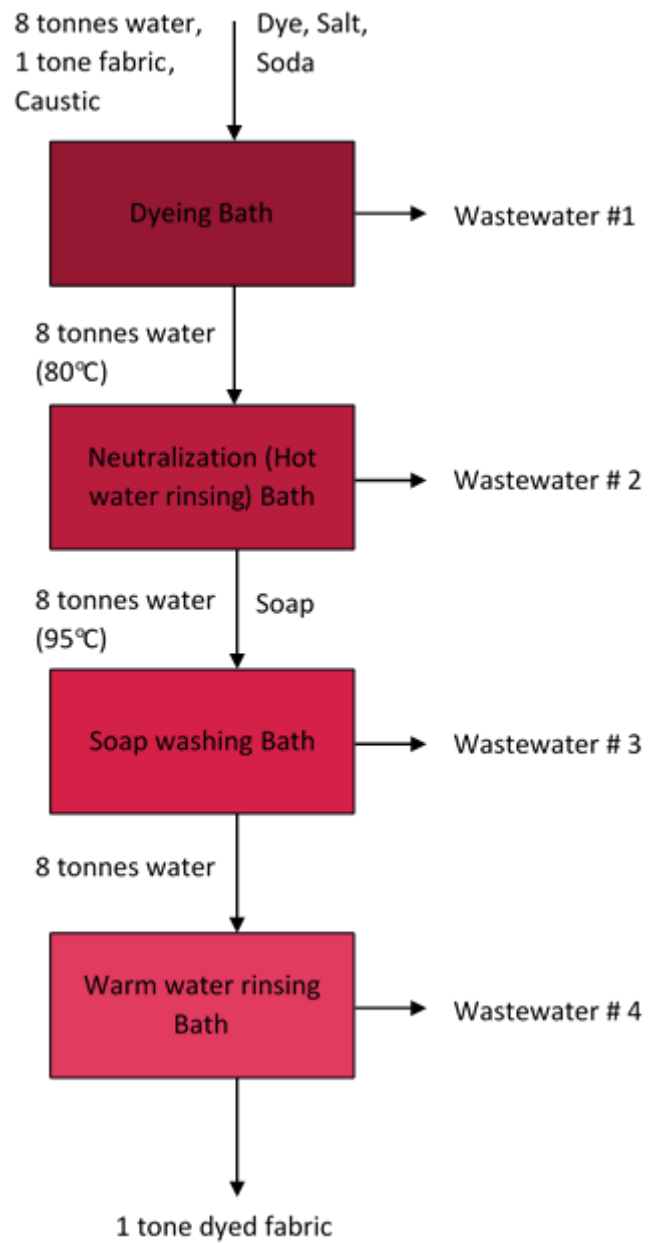 8 tonnes water,
1 tone fabric,
Caustic
Dye, Salt,
Soda
Dyeing Bath
Wastewater #1
8 tonnes water
(80°C)
Neutralization (Hot
water rinsing) Bath
Wastewater # 2
8 tonnes water
(95°C)
Soap
Soap washing Bath
Wastewater # 3
8 tonnes water
Warm water rinsing
Bath
Wastewater # 4
1 tone dyed fabric